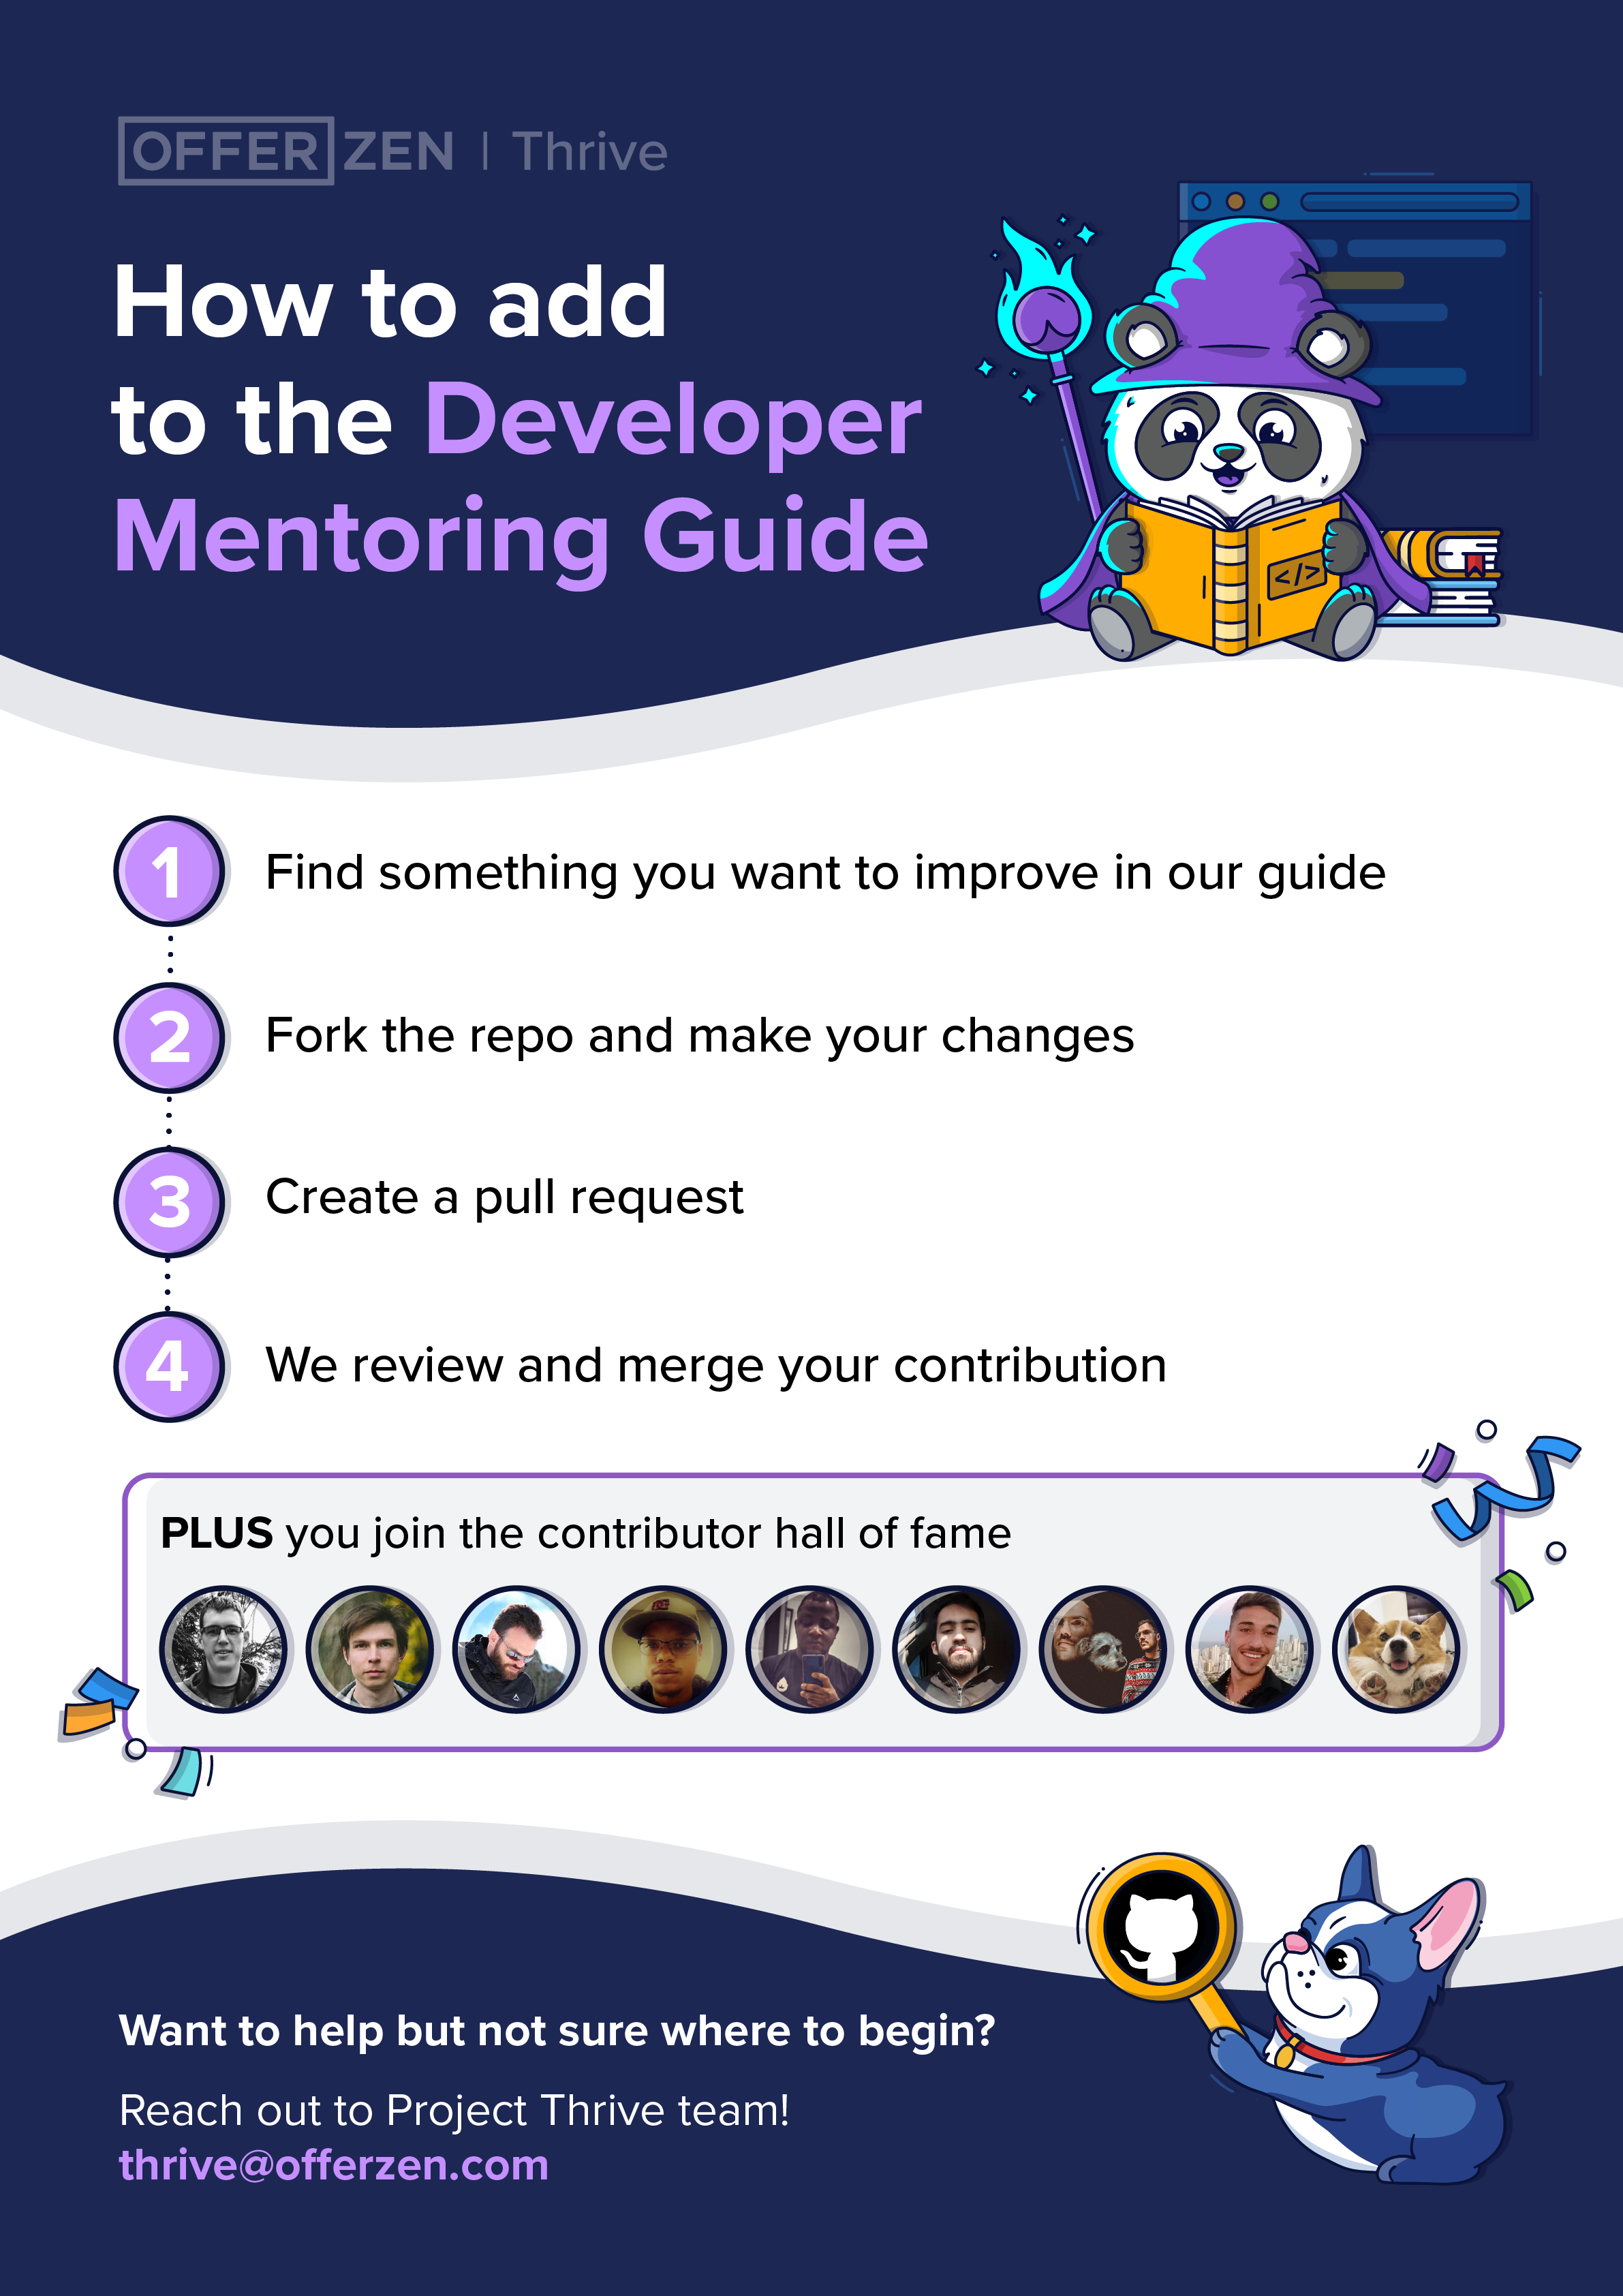 OFFERZEN | Thrive
How to add
to the Developer
Mentoring Guide
</>
1 Find something you want to improve in our guide
2 Fork the repo and make your changes
3 Create a pull request
4 We review and merge your contribution
PLUS you join the contributor hall of fame
Want to help but not sure where to begin?
Reach out to Project Thrive team!
thrive@offerzen.com